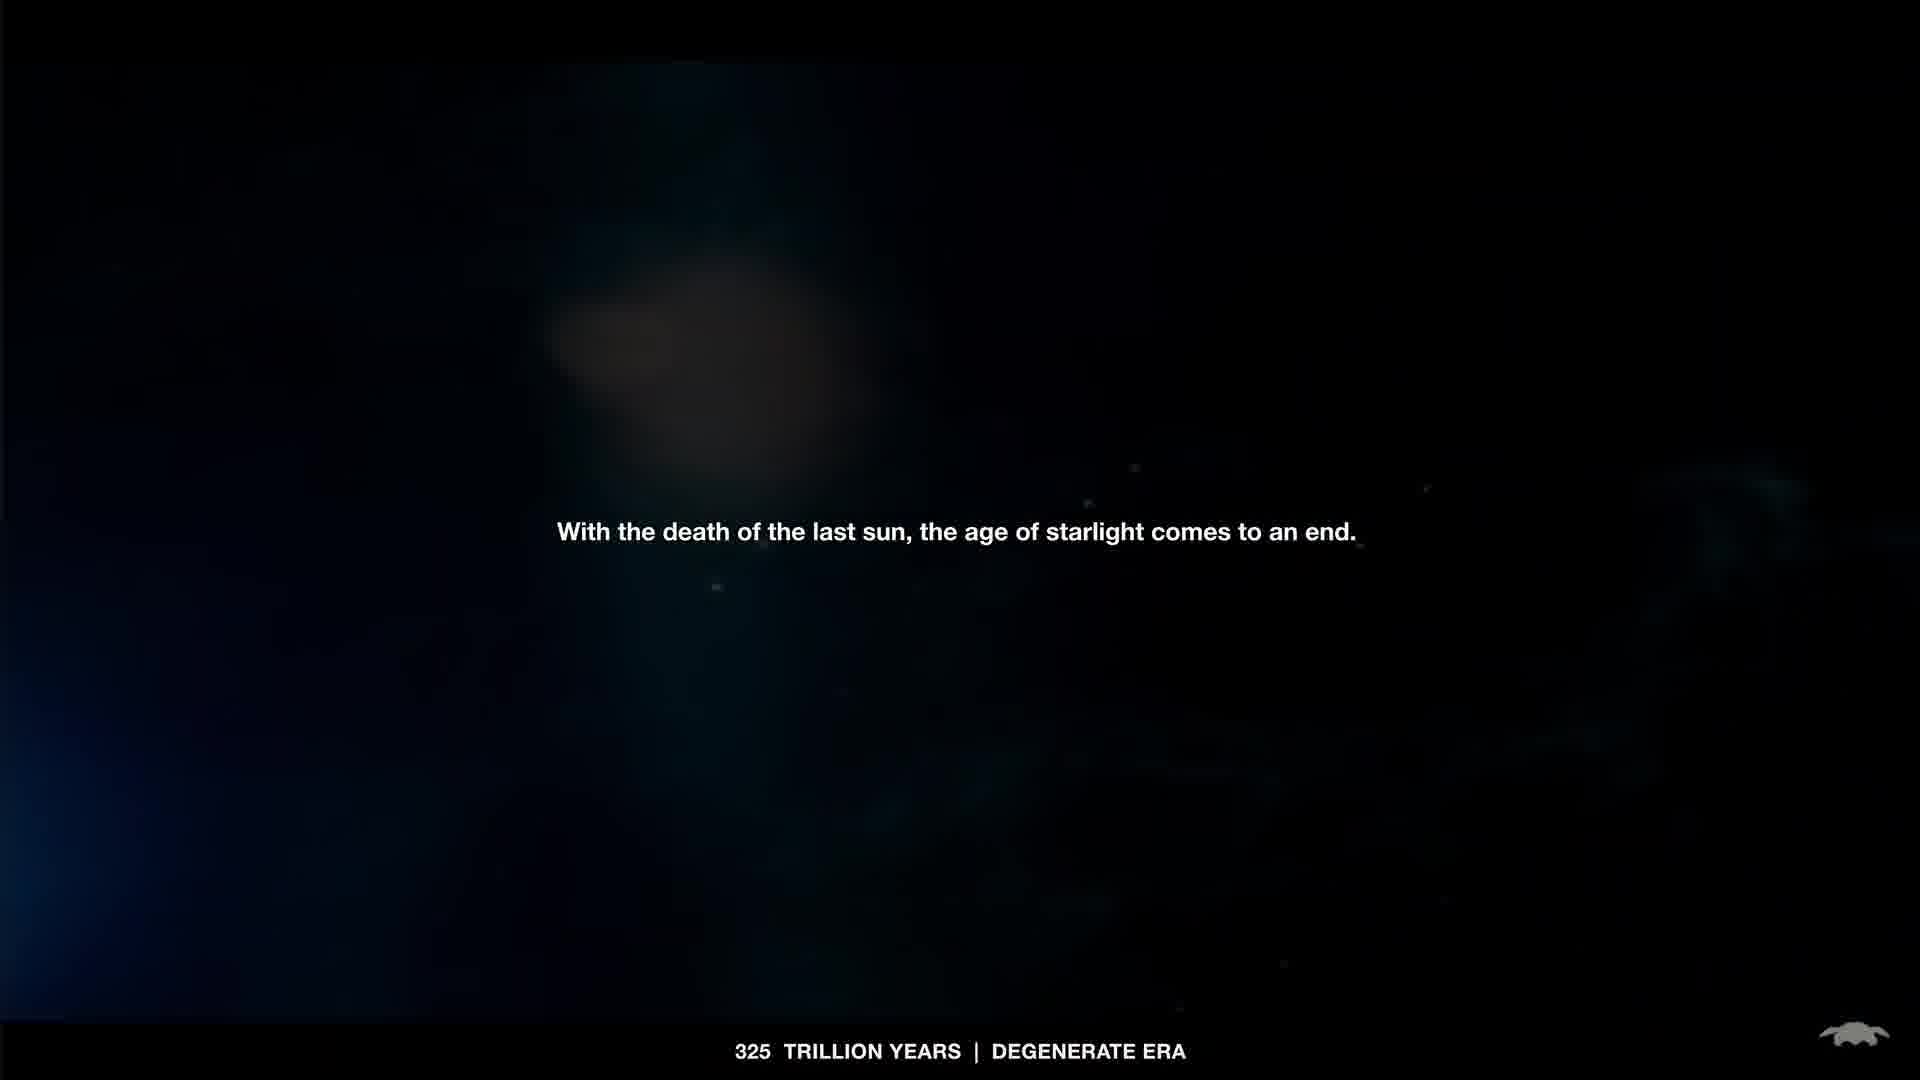 With the death of the last sun, the age of starlight comes to an end.
325 TRILLION YEARS | DEGENERATE ERA